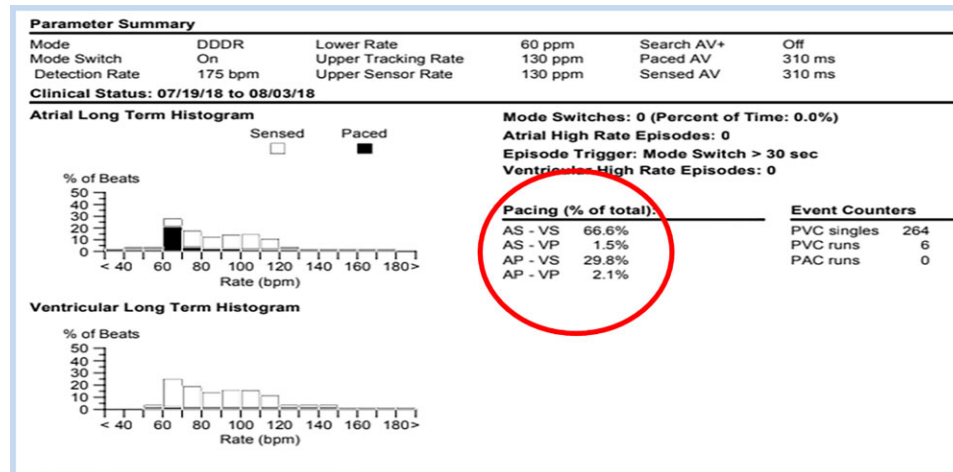 Parameter Summary
Mode DDDR Lower Rate 60 ppm Search AV+ Off
Mode Switch On Upper Tracking Rate 130 ppm Paced AV 310 ms
Detection Rate 175 bpm Upper Sensor Rate 130 ppm Sensed AV 310 ms
Clinical Status: 07/19/18 to 08/03/18
Atrial Long Term Histogram
Sensed Paced
% of Beats
50
40
30
20
10
0
< 40 60 80 100 120 140 160 180>
Rate (bpm)
Ventricular Long Term Histogram
% of Beats
50
40
30
20
10
0
< 40 60 80 100 120 140 160 180>
Rate (bpm)
Mode Switches: 0 (Percent of Time: 0.0%)
Atrial High Rate Episodes: 0
Episode Trigger: Mode Switch > 30 sec
Ventricular High Rate Episodes: 0
Pacing (% of total):
AS - VS 66.6%
AS - VP 1.5%
AP - VS 29.8%
AP - VP 2.1%
Event Counters
PVC singles 264
PVC runs 6
PAC runs 0